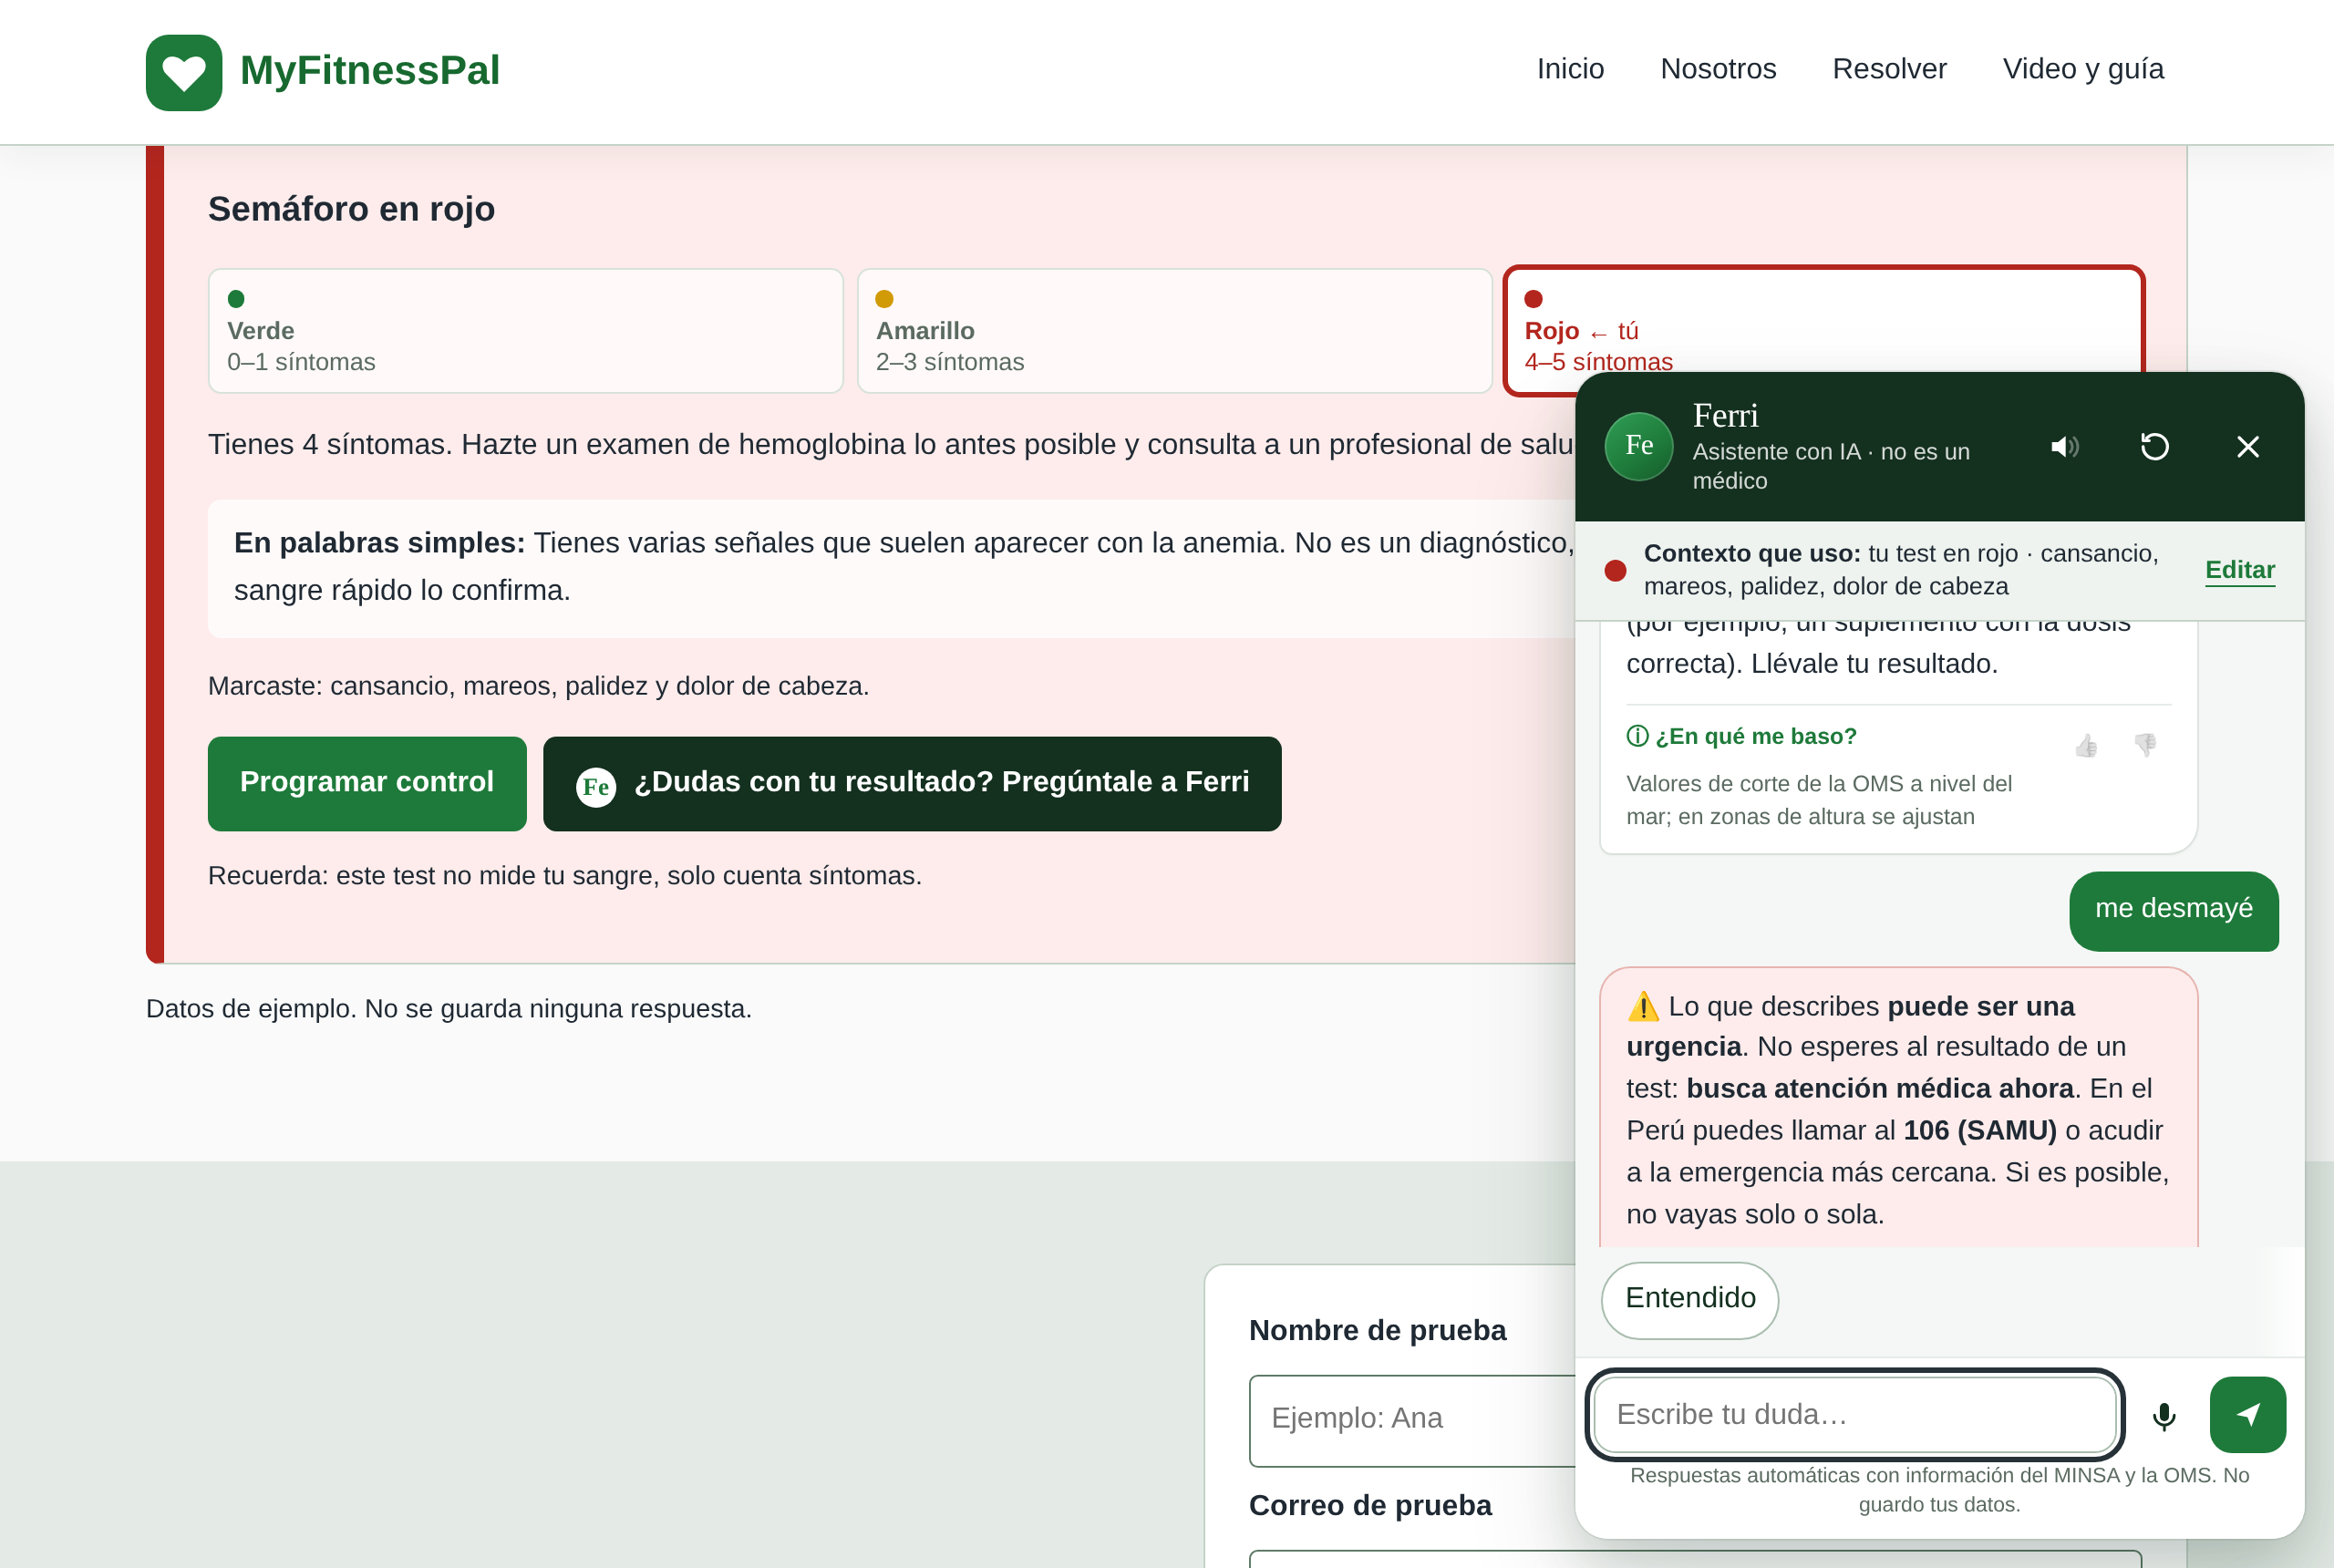 MyFitnessPal
Inicio
Nosotros
Resolver
Video y guía
Semáforo en rojo
Verde
0–1 síntomas
Amarillo
2–3 síntomas
Rojo ← tú
4–5 síntomas
Tienes 4 síntomas. Hazte un examen de hemoglobina lo antes posible y consulta a un profesional de salu
En palabras simples: Tienes varias señales que suelen aparecer con la anemia. No es un diagnóstico,
sangre rápido lo confirma.
Marcaste: cansancio, mareos, palidez y dolor de cabeza.
Programar control
Fe ¿Dudas con tu resultado? Pregúntale a Ferri
Recuerda: este test no mide tu sangre, solo cuenta síntomas.
Datos de ejemplo. No se guarda ninguna respuesta.
Nombre de prueba
Ejemplo: Ana
Correo de prueba
Fe
Ferri
Asistente con IA · no es un
médico
Contexto que uso: tu test en rojo · cansancio,
mareos, palidez, dolor de cabeza
Editar
(por ejemplo, un suplemento con la dosis
correcta). Llévale tu resultado.
¿En qué me baso?
Valores de corte de la OMS a nivel del
mar; en zonas de altura se ajustan
me desmayé
⚠️ Lo que describes puede ser una
urgencia. No esperes al resultado de un
test: busca atención médica ahora. En el
Perú puedes llamar al 106 (SAMU) o acudir
a la emergencia más cercana. Si es posible,
no vayas solo o sola.
Entendido
Escribe tu duda…
Respuestas automáticas con información del MINSA y la OMS. No
guardo tus datos.